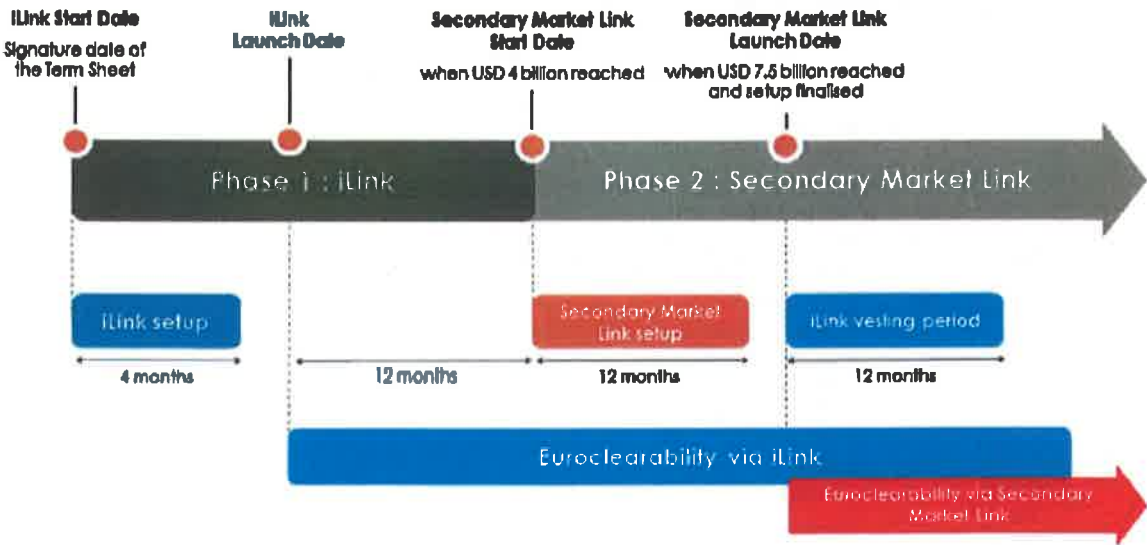 iLink Start Date
Signature date of
the Term Sheet
iLink
Launch Date
Secondary Market Link
Start Date
when USD 4 billion reached
Secondary Market Link
Launch Date
when USD 7.5 billion reached
and setup finalised
Phase 1 : iLink
Phase 2 : Secondary Market Link
iLink setup
Secondary Market
Link setup
iLink vesting period
4 months
12 months
12 months
12 months
Euroclearability via iLink
Euroclearability via Secondary
Market Link